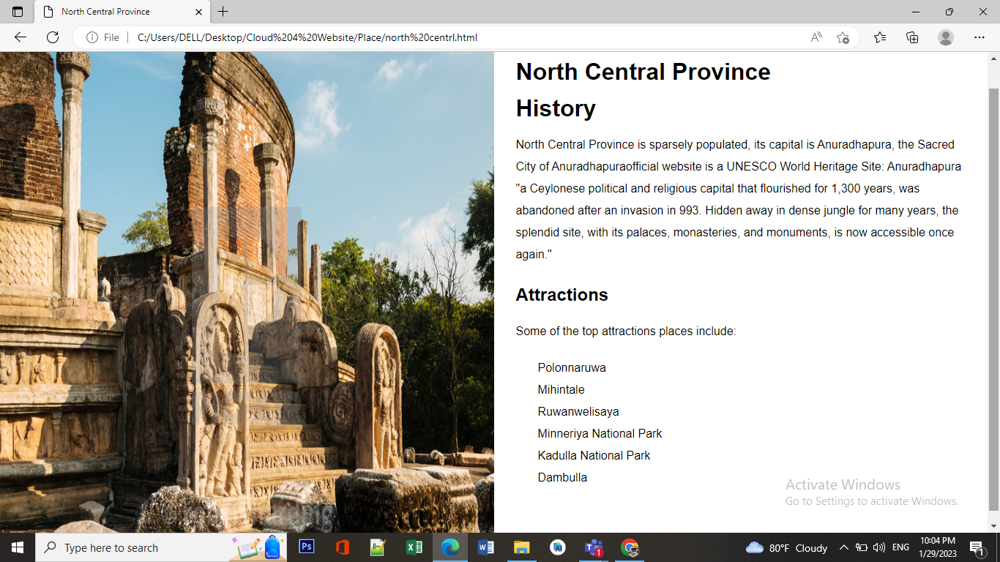 North Central Province
File
C:/Users/DELL/Desktop/Cloud%204%20Website/Place/north%20centrl.html
North Central Province
History
North Central Province is sparsely populated, its capital is Anuradhapura, the Sacred
City of Anuradhapuraofficial website is a UNESCO World Heritage Site: Anuradhapura
"a Ceylonese political and religious capital that flourished for 1,300 years, was
abandoned after an invasion in 993. Hidden away in dense jungle for many years, the
splendid site, with its palaces, monasteries, and monuments, is now accessible once
again."
Attractions
Some of the top attractions places include:
Polonnaruwa
Mihintale
Ruwanwelisaya
Minneriya National Park
Kadulla National Park
Dambulla
Activate Windows
Go to Settings to activate Windows.
Type here to search
Ps
1
80°F Cloudy
ENG
10:04 PM
1/29/2023
1